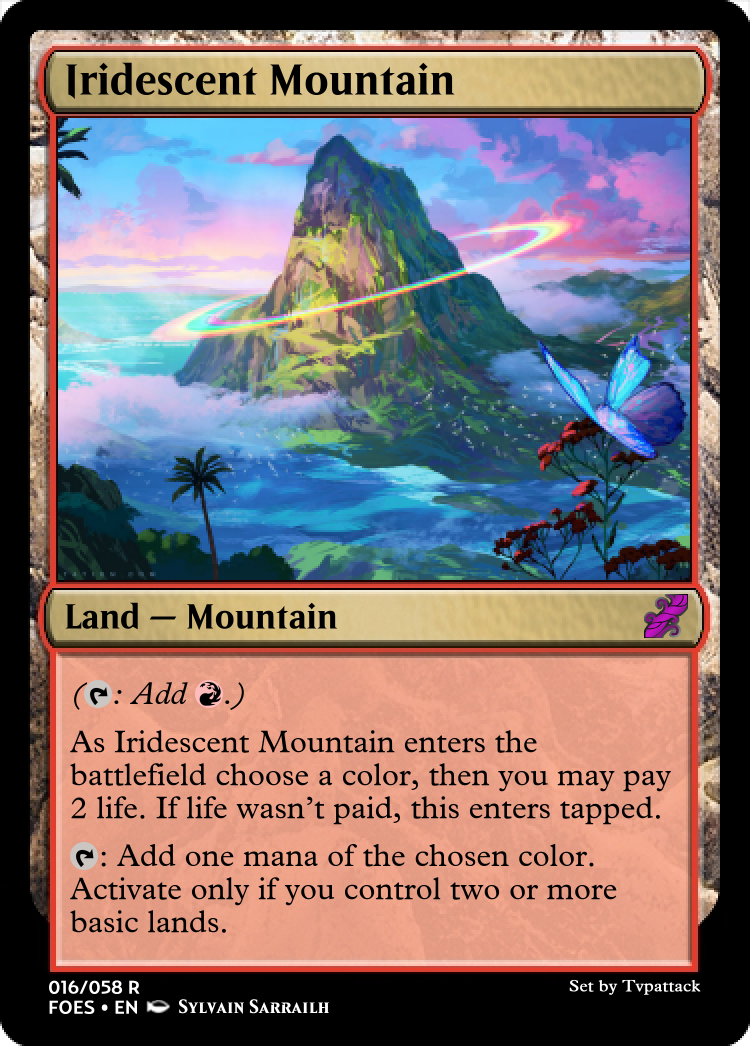 Iridescent Mountain
Land — Mountain
(: Add .)
As Iridescent Mountain enters the
battlefield choose a color, then you may pay
2 life. If life wasn't paid, this enters tapped.
: Add one mana of the chosen color.
Activate only if you control two or more
basic lands.
016/058 R
Set by Tvpattack
FOES • EN Sylvain Sarrailh